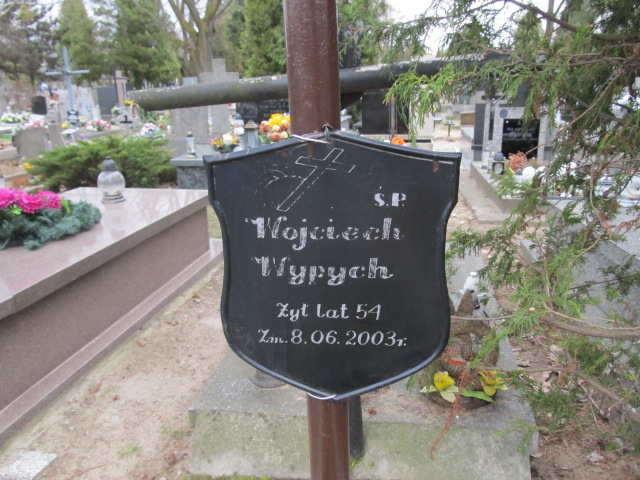 Ś.P.
Wojciech
Wypych
Żył lat 54
Zm. 8.06.2003r.